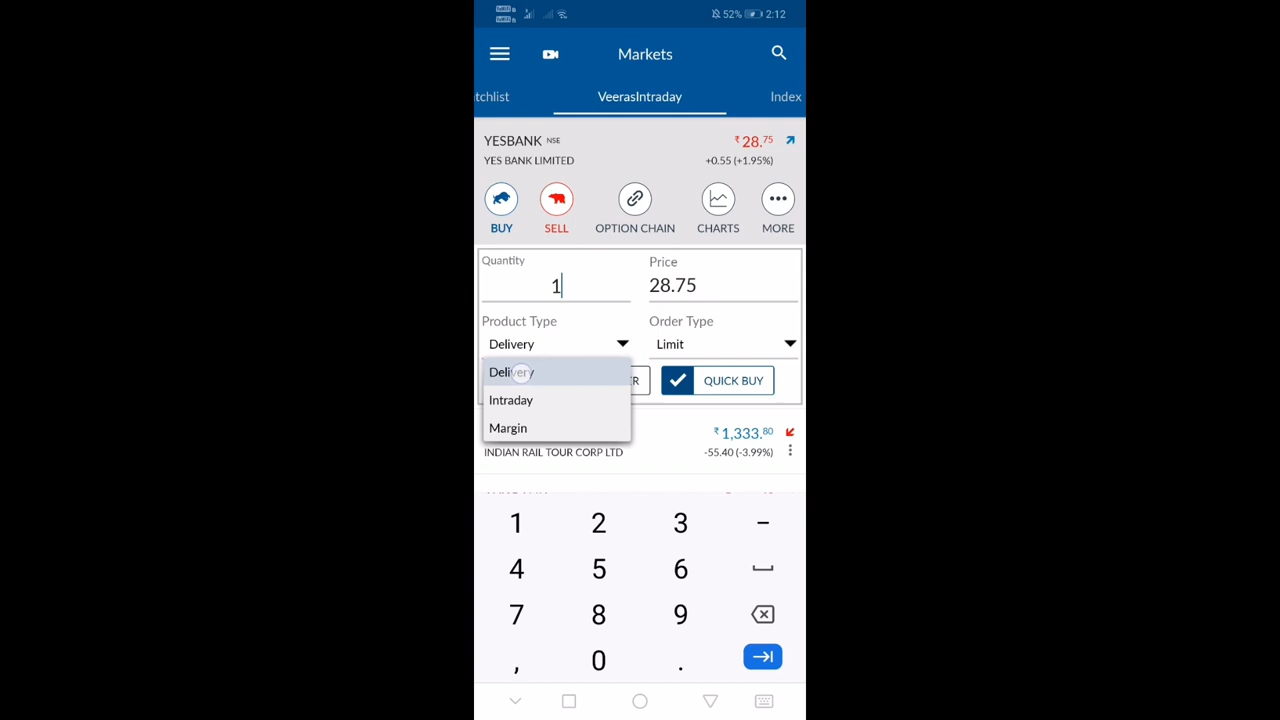 52% 2:12
Markets
tchlist VeerasIntraday Index
YESBANK NSE ₹28.75
YES BANK LIMITED +0.55 (+1.95%)
BUY SELL OPTION CHAIN CHARTS MORE
Quantity Price
1 28.75
Product Type Order Type
Delivery Limit
Delivery
ER QUICK BUY
Intraday
Margin
₹1,333.80
INDIAN RAIL TOUR CORP LTD -55.40 (-3.99%)
1 2 3 -
4 5 6
7 8 9
, 0 .